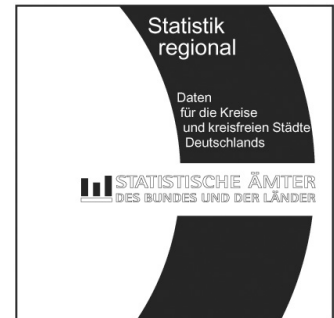 Statistik
regional
Daten
für die Kreise
und kreisfreien Städte
Deutschlands
STATISTISCHE ÄMTER
DES BUNDES UND DER LÄNDER